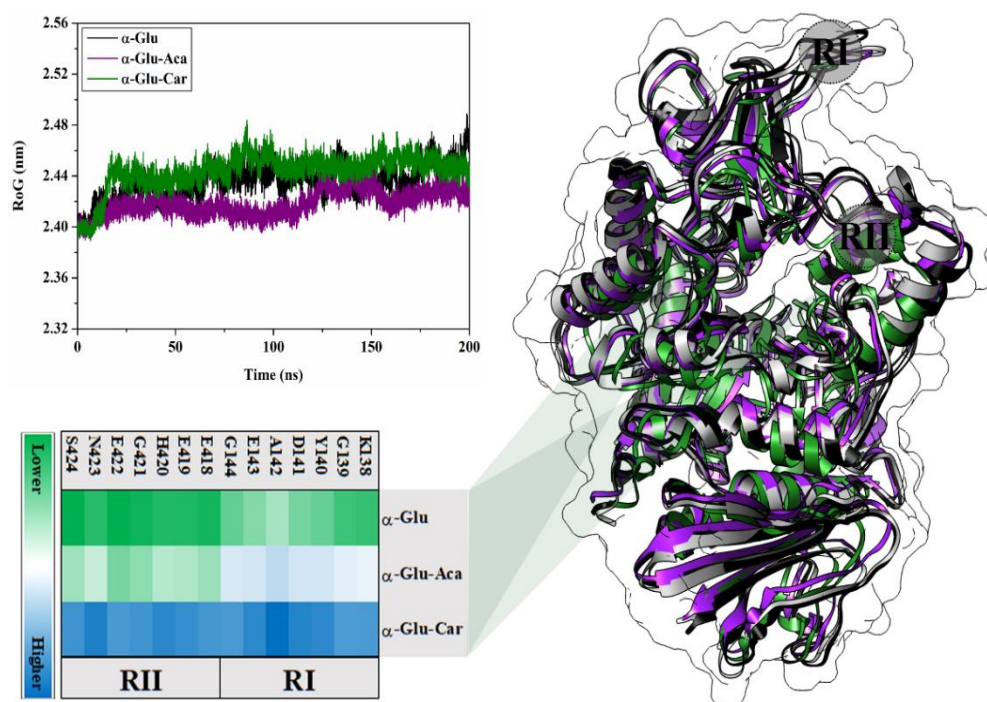 2.56
2.52
2.48
2.44
2.40
2.36
2.32
RoG (nm)
α-Glu
α-Glu-Aca
α-Glu-Car
0
50
100
150
200
Time (ns)
RI
RII
Lower
Higher
S424
N423
E422
G421
H420
E419
E418
G144
E143
A142
D141
Y140
G139
K138
α-Glu
α-Glu-Aca
α-Glu-Car
RII
RI